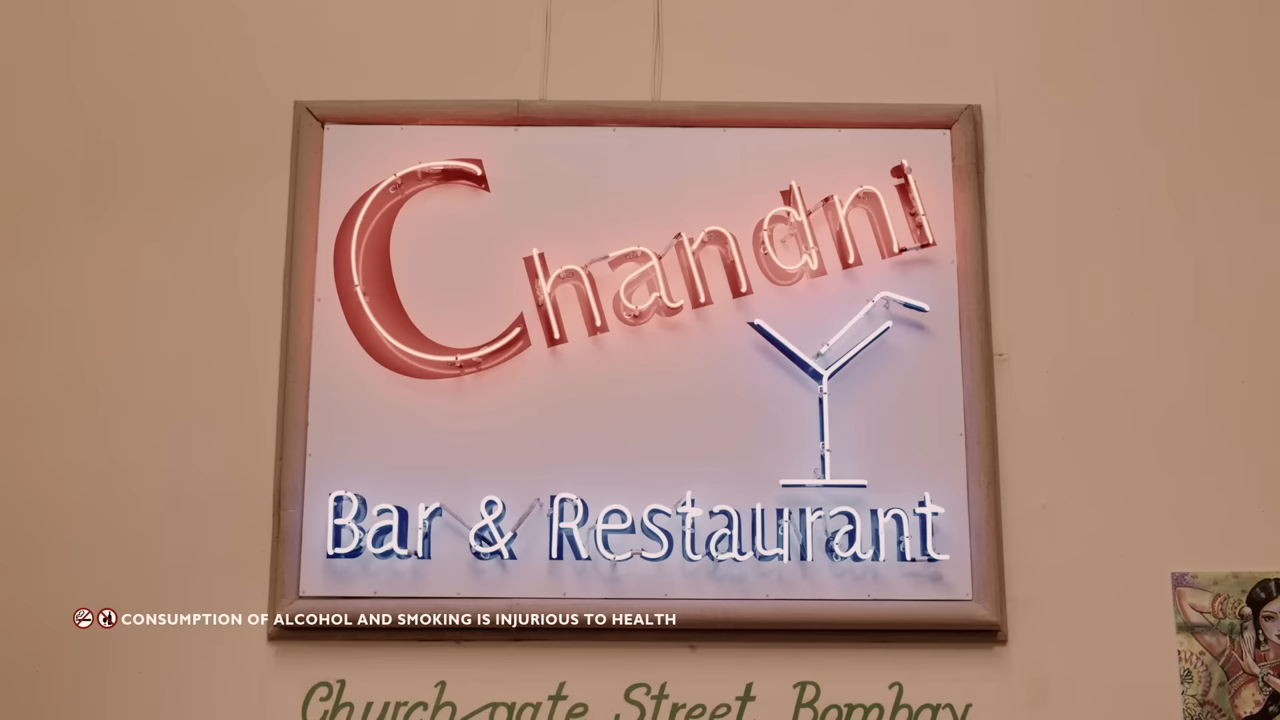 Chandni
Bar & Restaurant
CONSUMPTION OF ALCOHOL AND SMOKING IS INJURIOUS TO HEALTH
Churchgate Street, Bombay